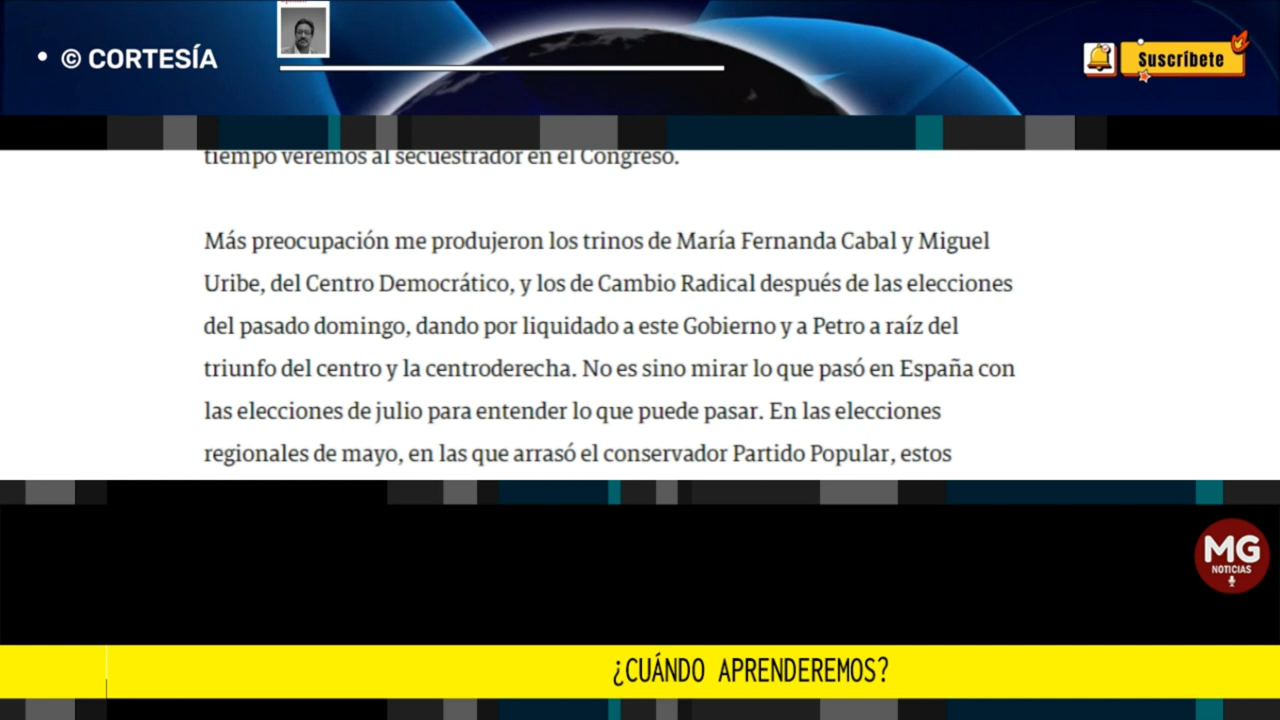 • © CORTESÍA
Suscríbete
tiempo veremos al secuestrador en el Congreso.
Más preocupación me produjeron los trinos de María Fernanda Cabal y Miguel
Uribe, del Centro Democrático, y los de Cambio Radical después de las elecciones
del pasado domingo, dando por liquidado a este Gobierno y a Petro a raíz del
triunfo del centro y la centroderecha. No es sino mirar lo que pasó en España con
las elecciones de julio para entender lo que puede pasar. En las elecciones
regionales de mayo, en las que arrasó el conservador Partido Popular, estos
MG
NOTICIAS
¿CUÁNDO APRENDEREMOS?